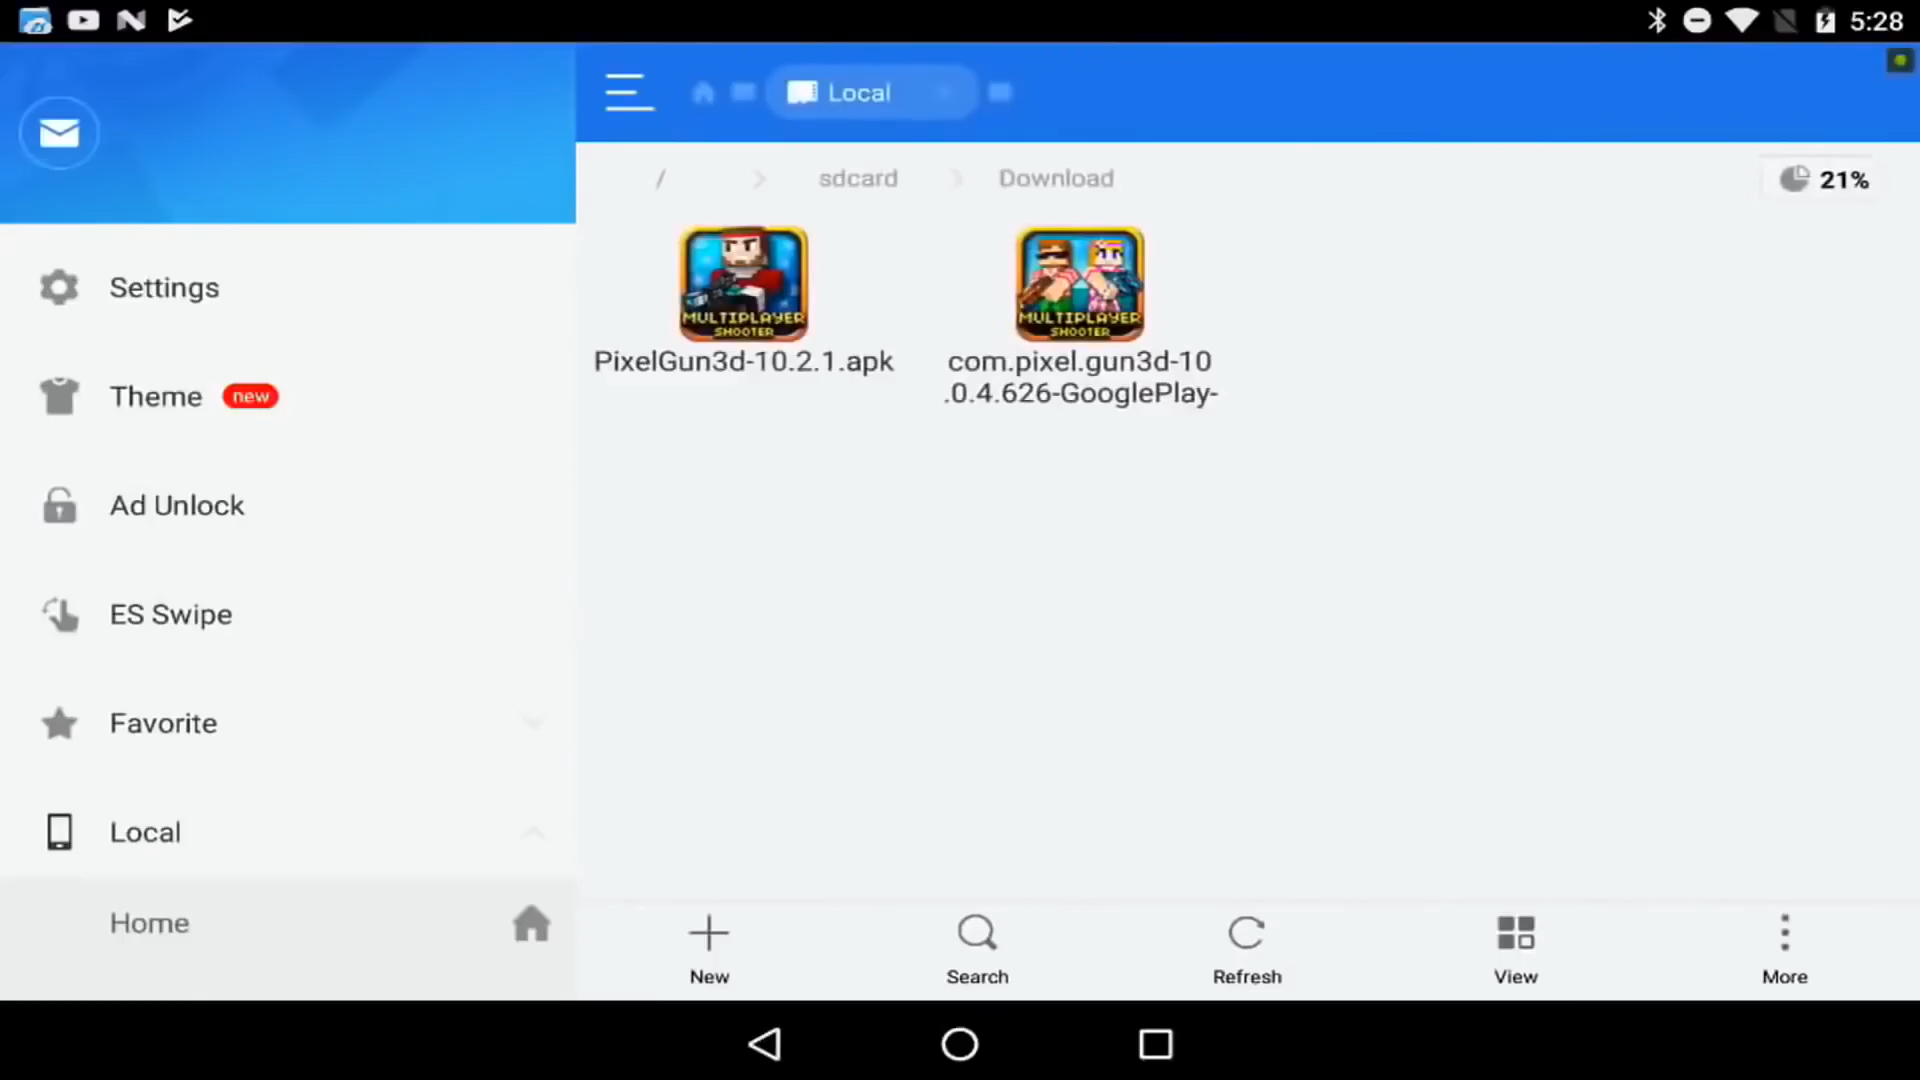 5:28
Local
/ sdcard Download
21%
Settings
Theme new
Ad Unlock
ES Swipe
Favorite
Local
Home
MULTIPLAYER
SHOOTER
PixelGun3d-10.2.1.apk
MULTIPLAYER
SHOOTER
com.pixel.gun3d-10
.0.4.626-GooglePlay-
New
Search
Refresh
View
More